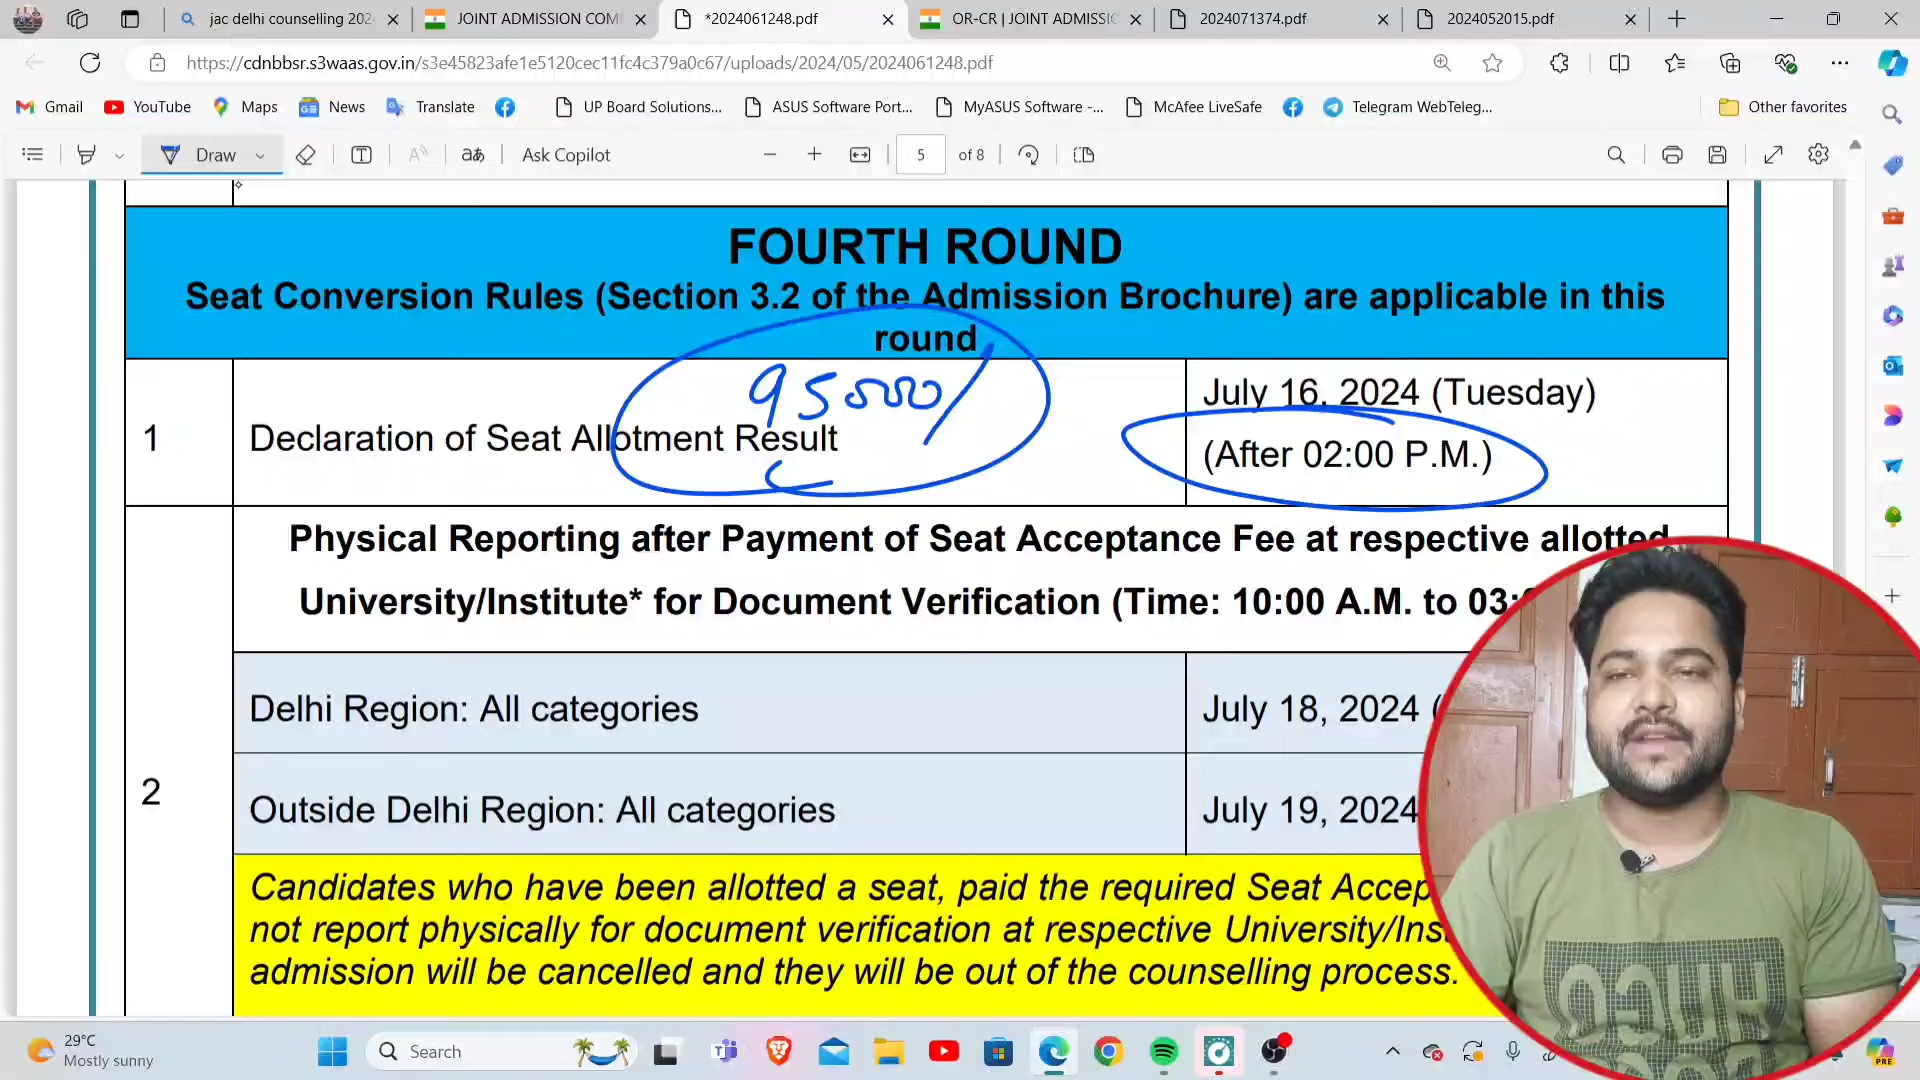 jac delhi counselling 202
JOINT ADMISSION COM
*2024061248.pdf
OR-CR | JOINT ADMISSIO
2024071374.pdf
2024052015.pdf
https://cdnbbsr.s3waas.gov.in/s3e45823afe1e5120cec11fc4c379a0c67/uploads/2024/05/2024061248.pdf
Gmail
YouTube
Maps
News
Translate
UP Board Solutions...
ASUS Software Port...
MyASUS Software -...
McAfee LiveSafe
Telegram WebTeleg...
Other favorites
Draw
Ask Copilot
5
of 8
FOURTH ROUND
Seat Conversion Rules (Section 3.2 of the Admission Brochure) are applicable in this
round
95000/
1
Declaration of Seat Allotment Result
July 16, 2024 (Tuesday)
(After 02:00 P.M.)
2
Physical Reporting after Payment of Seat Acceptance Fee at respective allotted
University/Institute* for Document Verification (Time: 10:00 A.M. to 03:
Delhi Region: All categories
July 18, 2024 (
Outside Delhi Region: All categories
July 19, 2024
Candidates who have been allotted a seat, paid the required Seat Accep
not report physically for document verification at respective University/Ins
admission will be cancelled and they will be out of the counselling process.
29°C
Mostly sunny
Search
PRE